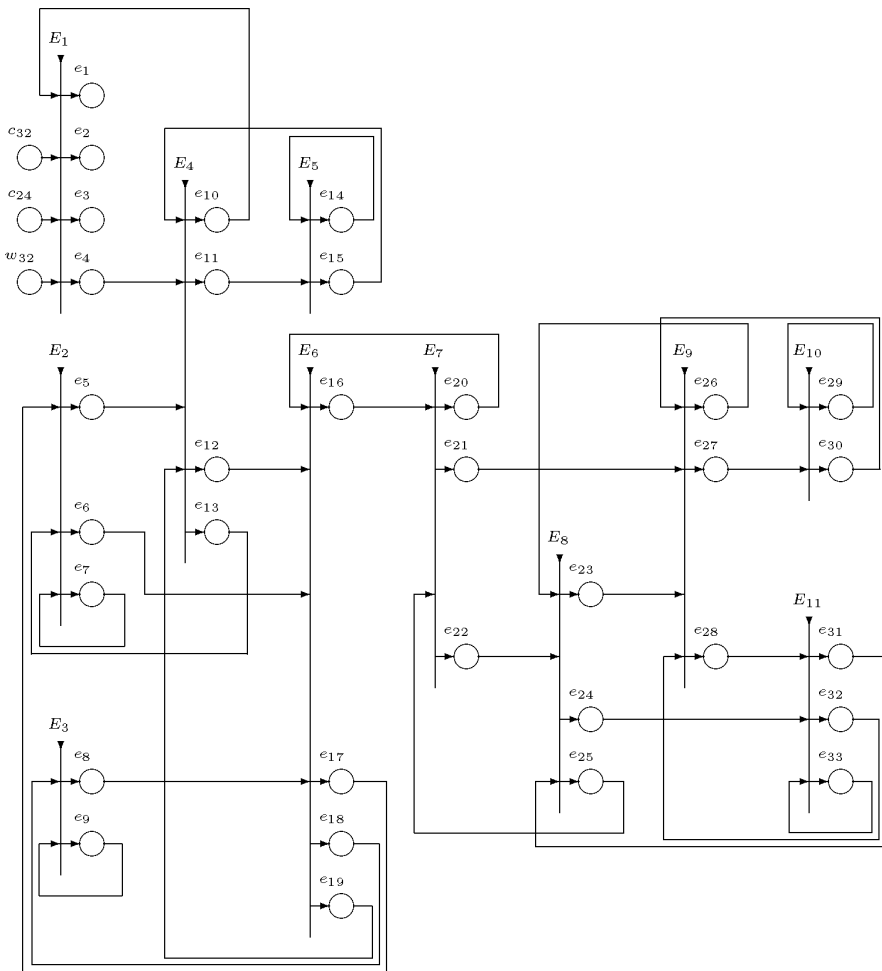 E₁
e₁
c₃₂ e₂
c₂₄ e₃
w₃₂ e₄
E₄ E₅
e₁₀ e₁₄
e₁₁ e₁₅
E₂ E₆ E₇ E₉ E₁₀
e₅ e₁₆ e₂₀ e₂₆ e₂₉
e₁₂ e₂₁ e₂₇ e₃₀
e₆ e₁₃ E₈
e₇ e₂₃ E₁₁
e₂₂ e₂₈ e₃₁
e₂₄ e₃₂
E₃
e₈ e₁₇ e₂₅ e₃₃
e₉ e₁₈
e₁₉